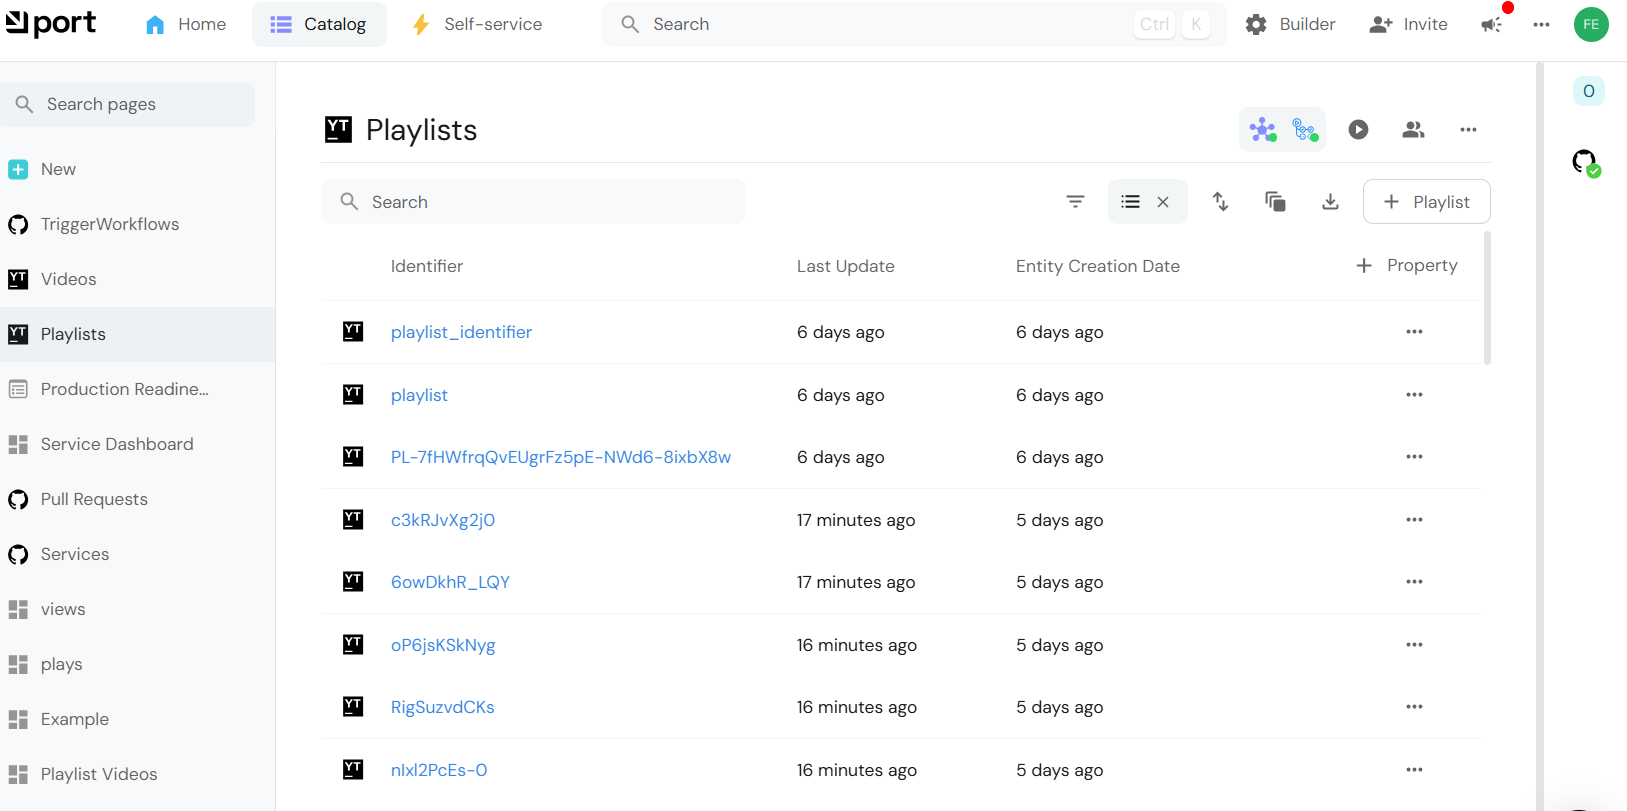 port
Home
Catalog
Self-service
Search
Ctrl
K
Builder
Invite
FE
Search pages
New
TriggerWorkflows
Videos
Playlists
Production Readine...
Service Dashboard
Pull Requests
Services
views
plays
Example
Playlist Videos
YT Playlists
Search
Playlist
Identifier
Last Update
Entity Creation Date
Property
YT playlist_identifier 6 days ago 6 days ago
YT playlist 6 days ago 6 days ago
YT PL-7fHWfrqQvEUgrFz5pE-NWd6-8ixbX8w 6 days ago 6 days ago
YT c3kRJvXg2j0 17 minutes ago 5 days ago
YT 6owDkhR_LQY 17 minutes ago 5 days ago
YT oP6jsKSkNyg 16 minutes ago 5 days ago
YT RigSuzvdCKs 16 minutes ago 5 days ago
YT nlxl2PcEs-0 16 minutes ago 5 days ago
0